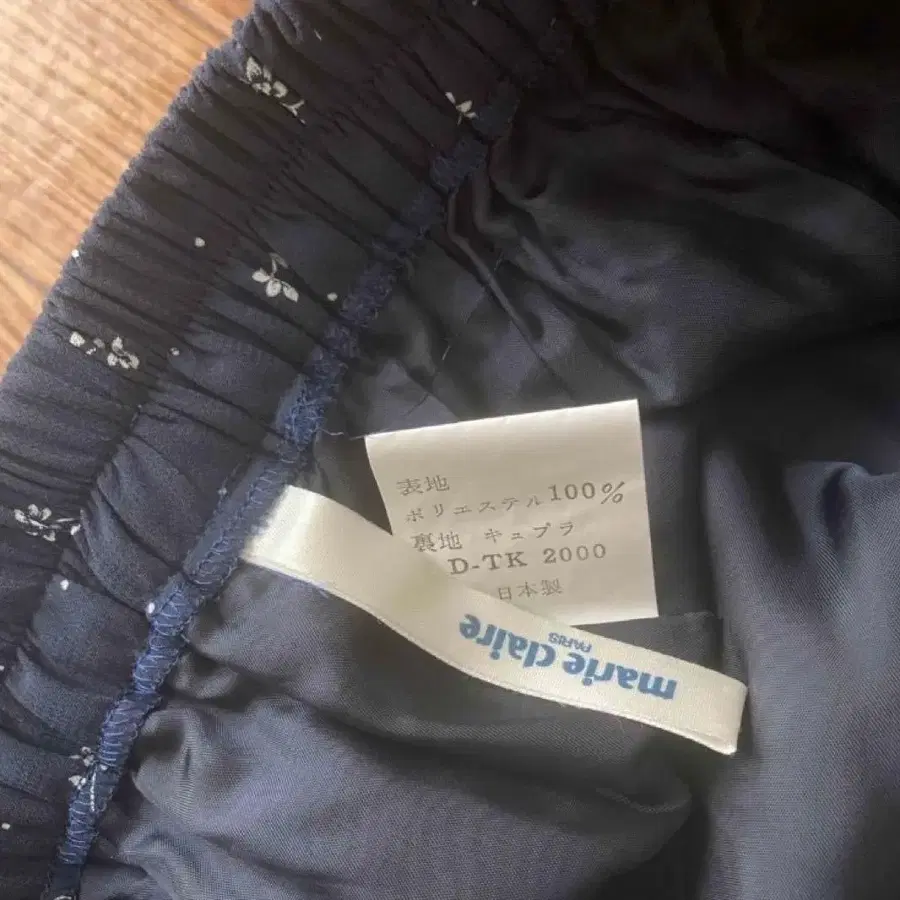 表地
ポリエステル100%
裏地 キュプラ
D-TK 2000
日本製
marie claire
PARIS